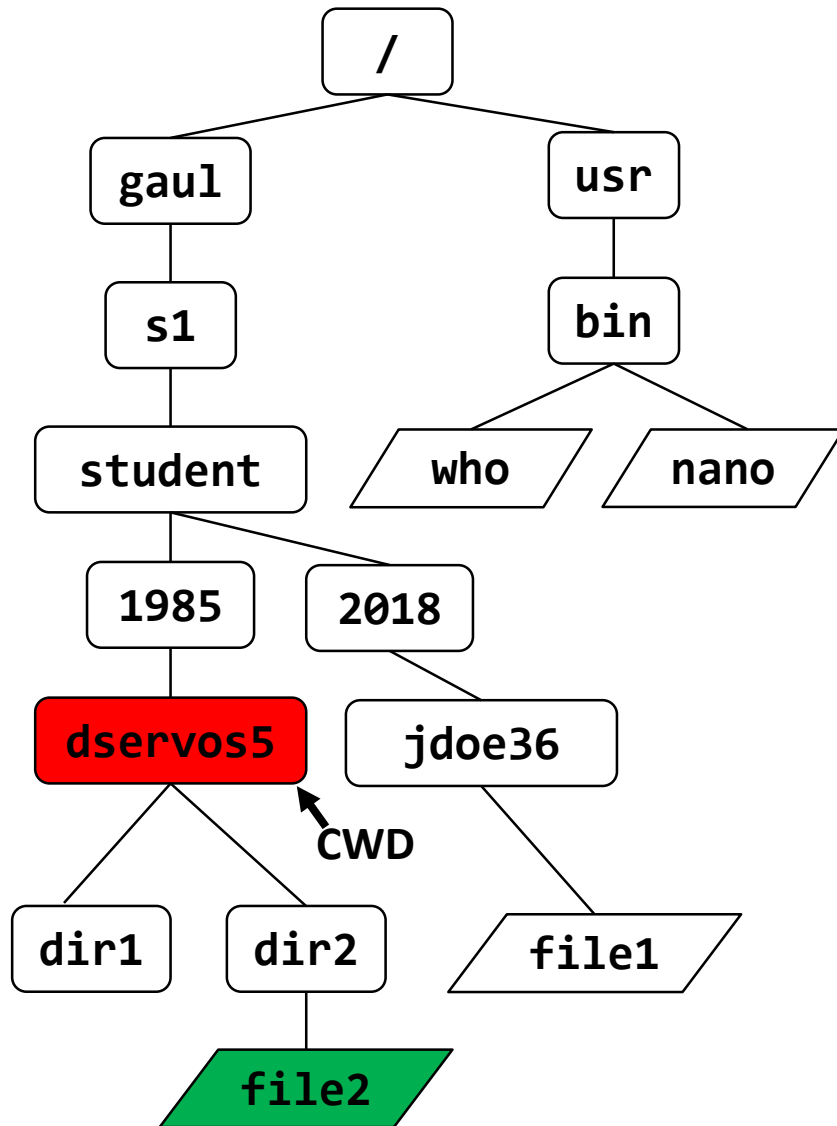 /
gaul
usr
s1
bin
student
who
nano
1985
2018
dservos5
jdoe36
CWD
dir1
dir2
file1
file2